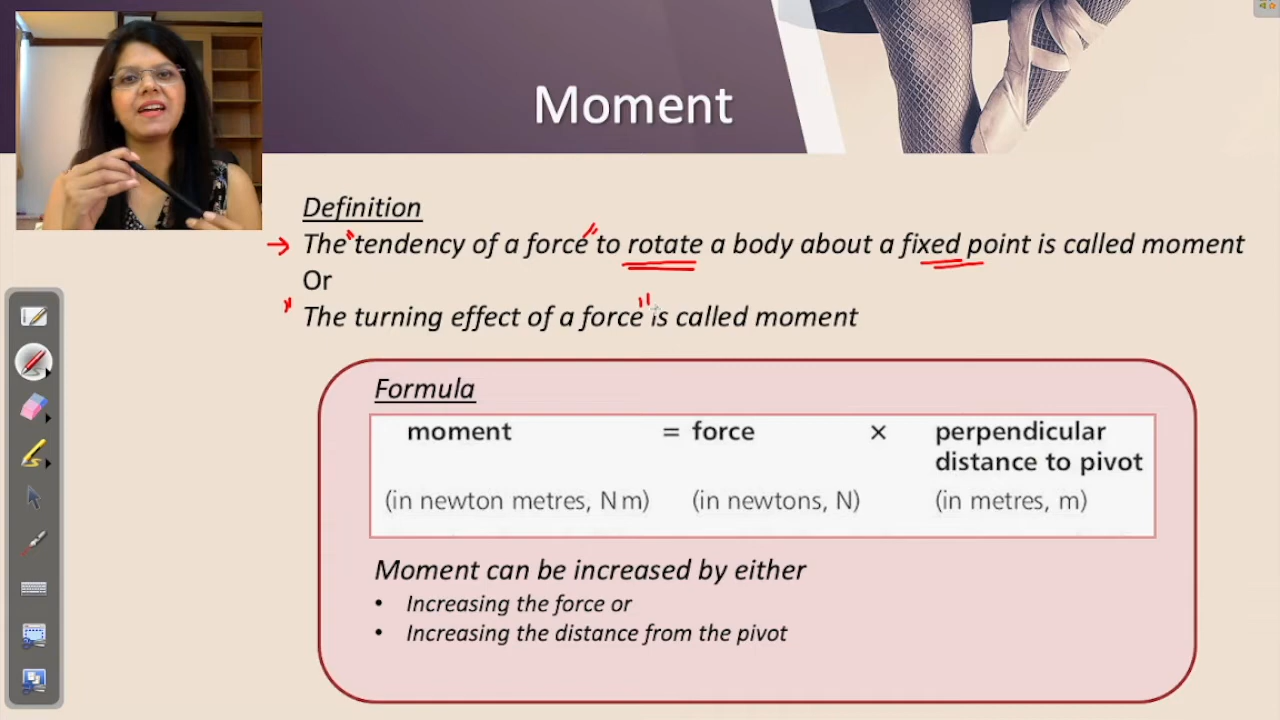 Moment
Definition
The "tendency of a force" to rotate a body about a fixed point is called moment
Or
" The turning effect of a force" is called moment
Formula
moment = force × perpendicular
distance to pivot
(in newton metres, N m) (in newtons, N) (in metres, m)
Moment can be increased by either
• Increasing the force or
• Increasing the distance from the pivot